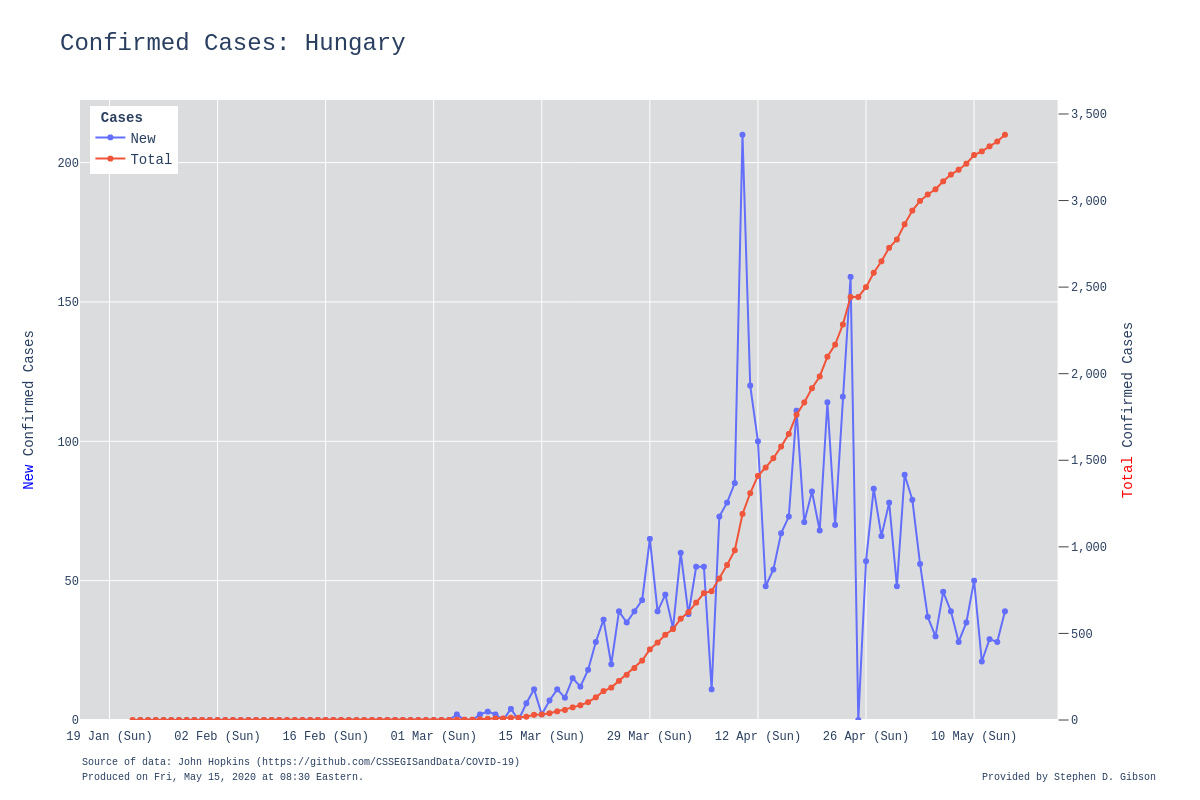 Confirmed Cases: Hungary
Cases
New
Total
200
150
100
50
0
3,500
3,000
2,500
2,000
1,500
1,000
500
0
New Confirmed Cases
Total Confirmed Cases
19 Jan (Sun) 02 Feb (Sun) 16 Feb (Sun) 01 Mar (Sun) 15 Mar (Sun) 29 Mar (Sun) 12 Apr (Sun) 26 Apr (Sun) 10 May (Sun)
Source of data: John Hopkins (https://github.com/CSSEGISandData/COVID-19)
Produced on Fri, May 15, 2020 at 08:30 Eastern.
Provided by Stephen D. Gibson